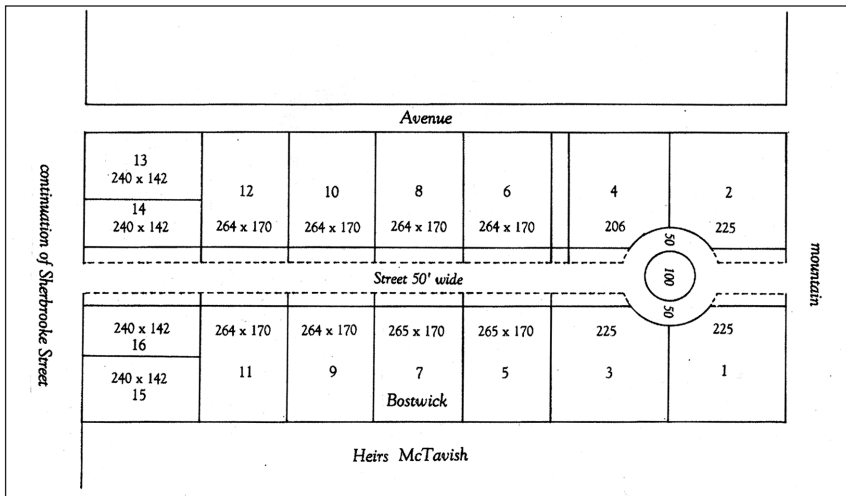 Avenue
13
240 x 142
14
240 x 142
12
264 x 170
10
264 x 170
8
264 x 170
6
264 x 170
4
206
2
225
50
100
50
Street 50' wide
240 x 142
16
240 x 142
15
264 x 170
11
264 x 170
9
265 x 170
7
Bostwick
265 x 170
5
225
3
225
1
Heirs McTavish
continuation of Sherbrooke Street
mountain